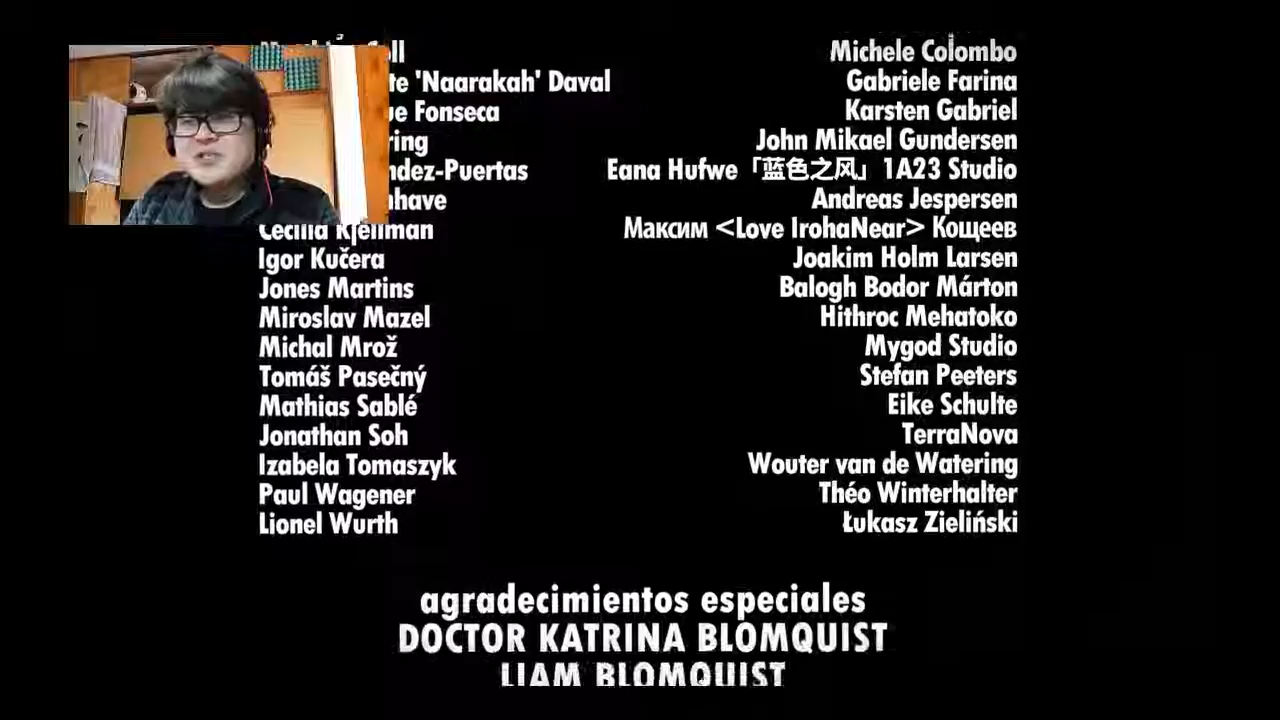 Michele Colombo
'Naarakah' Daval
Gabriele Farina
Fonseca
Karsten Gabriel
John Mikael Gundersen
Eana Hufwe「蓝色之风」1A23 Studio
Andreas Jespersen
Cecilia Kjellman
Максим <Love IrohaNear> Кощеев
Igor Kučera
Joakim Holm Larsen
Jones Martins
Balogh Bodor Márton
Miroslav Mazel
Hithroc Mehatoko
Michal Mrož
Mygod Studio
Tomáš Pasečný
Stefan Peeters
Mathias Sablé
Eike Schulte
Jonathan Soh
TerraNova
Izabela Tomaszyk
Wouter van de Watering
Paul Wagener
Théo Winterhalter
Lionel Wurth
Łukasz Zieliński
agradecimientos especiales
DOCTOR KATRINA BLOMQUIST
LIAM BLOMQUIST